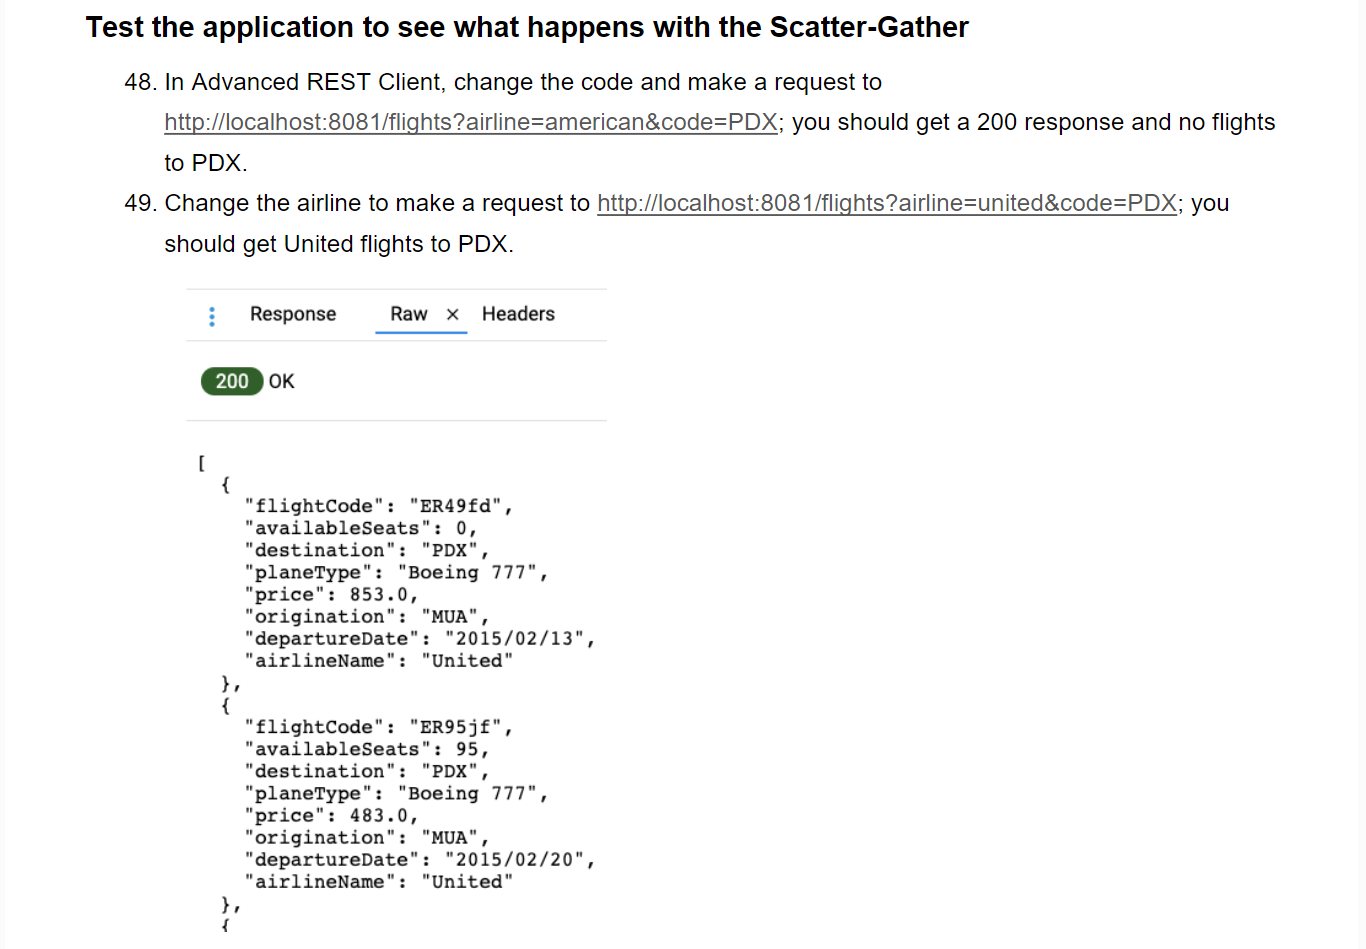 Test the application to see what happens with the Scatter-Gather
48. In Advanced REST Client, change the code and make a request to
http://localhost:8081/flights?airline=american&code=PDX; you should get a 200 response and no flights
to PDX.
49. Change the airline to make a request to http://localhost:8081/flights?airline=united&code=PDX; you
should get United flights to PDX.
Response Raw × Headers
200 OK
[
{
"flightCode": "ER49fd",
"availableSeats": 0,
"destination": "PDX",
"planeType": "Boeing 777",
"price": 853.0,
"origination": "MUA",
"departureDate": "2015/02/13",
"airlineName": "United"
},
{
"flightCode": "ER95jf",
"availableSeats": 95,
"destination": "PDX",
"planeType": "Boeing 777",
"price": 483.0,
"origination": "MUA",
"departureDate": "2015/02/20",
"airlineName": "United"
},
{